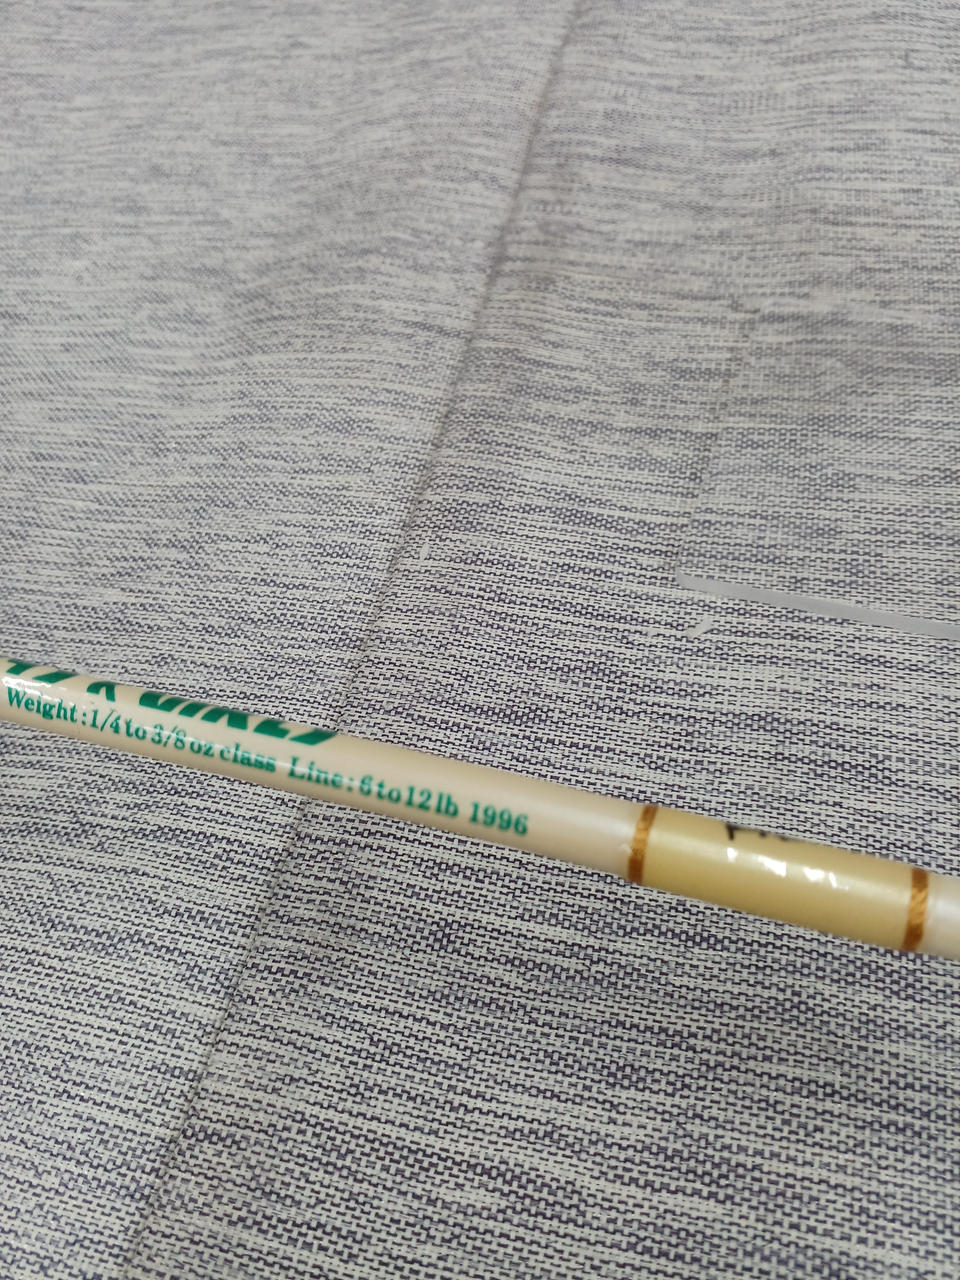 Weight:1/4 to 3/8 oz class Line:6 to 12 lb 1996